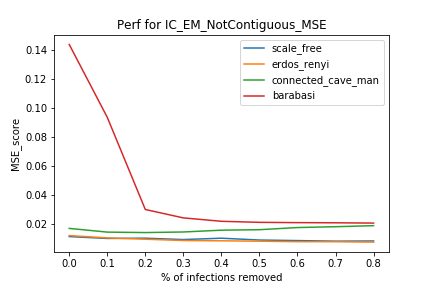 Perf for IC_EM_NotContiguous_MSE
MSE_score
0.14
0.12
0.10
0.08
0.06
0.04
0.02
scale_free
erdos_renyi
connected_cave_man
barabasi
0.0 0.1 0.2 0.3 0.4 0.5 0.6 0.7 0.8
% of infections removed